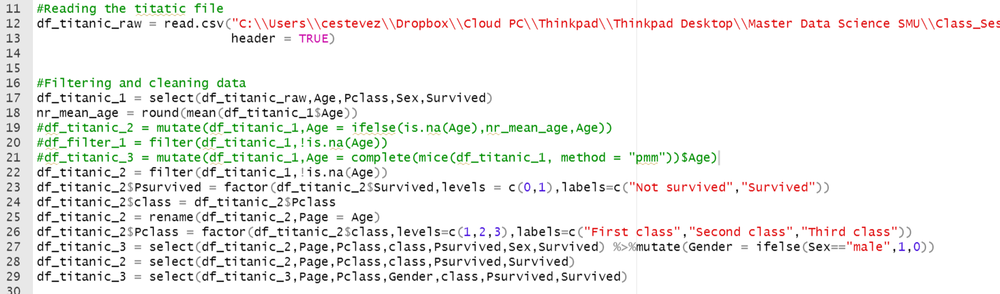 11 #Reading the titatic file
12 df_titanic_raw = read.csv("C:\\Users\\cestevez\\Dropbox\\Cloud PC\\Thinkpad\\Thinkpad Desktop\\Master Data Science SMU\\Class_Ses
13 header = TRUE)
14
15
16 #Filtering and cleaning data
17 df_titanic_1 = select(df_titanic_raw,Age,Pclass,Sex,Survived)
18 nr_mean_age = round(mean(df_titanic_1$Age))
19 #df_titanic_2 = mutate(df_titanic_1,Age = ifelse(is.na(Age),nr_mean_age,Age))
20 #df_filter_1 = filter(df_titanic_1,!is.na(Age))
21 #df_titanic_3 = mutate(df_titanic_1,Age = complete(mice(df_titanic_1, method = "pmm"))$Age)
22 df_titanic_2 = filter(df_titanic_1,!is.na(Age))
23 df_titanic_2$Psurvived = factor(df_titanic_2$Survived,levels = c(0,1),labels=c("Not survived","Survived"))
24 df_titanic_2$class = df_titanic_2$Pclass
25 df_titanic_2 = rename(df_titanic_2,Page = Age)
26 df_titanic_2$Pclass = factor(df_titanic_2$class,levels=c(1,2,3),labels=c("First class","Second class","Third class"))
27 df_titanic_3 = select(df_titanic_2,Page,Pclass,class,Psurvived,Sex,Survived) %>%mutate(Gender = ifelse(Sex=="male",1,0))
28 df_titanic_2 = select(df_titanic_2,Page,Pclass,class,Psurvived,Survived)
29 df_titanic_3 = select(df_titanic_3,Page,Pclass,Gender,class,Psurvived,Survived)
30